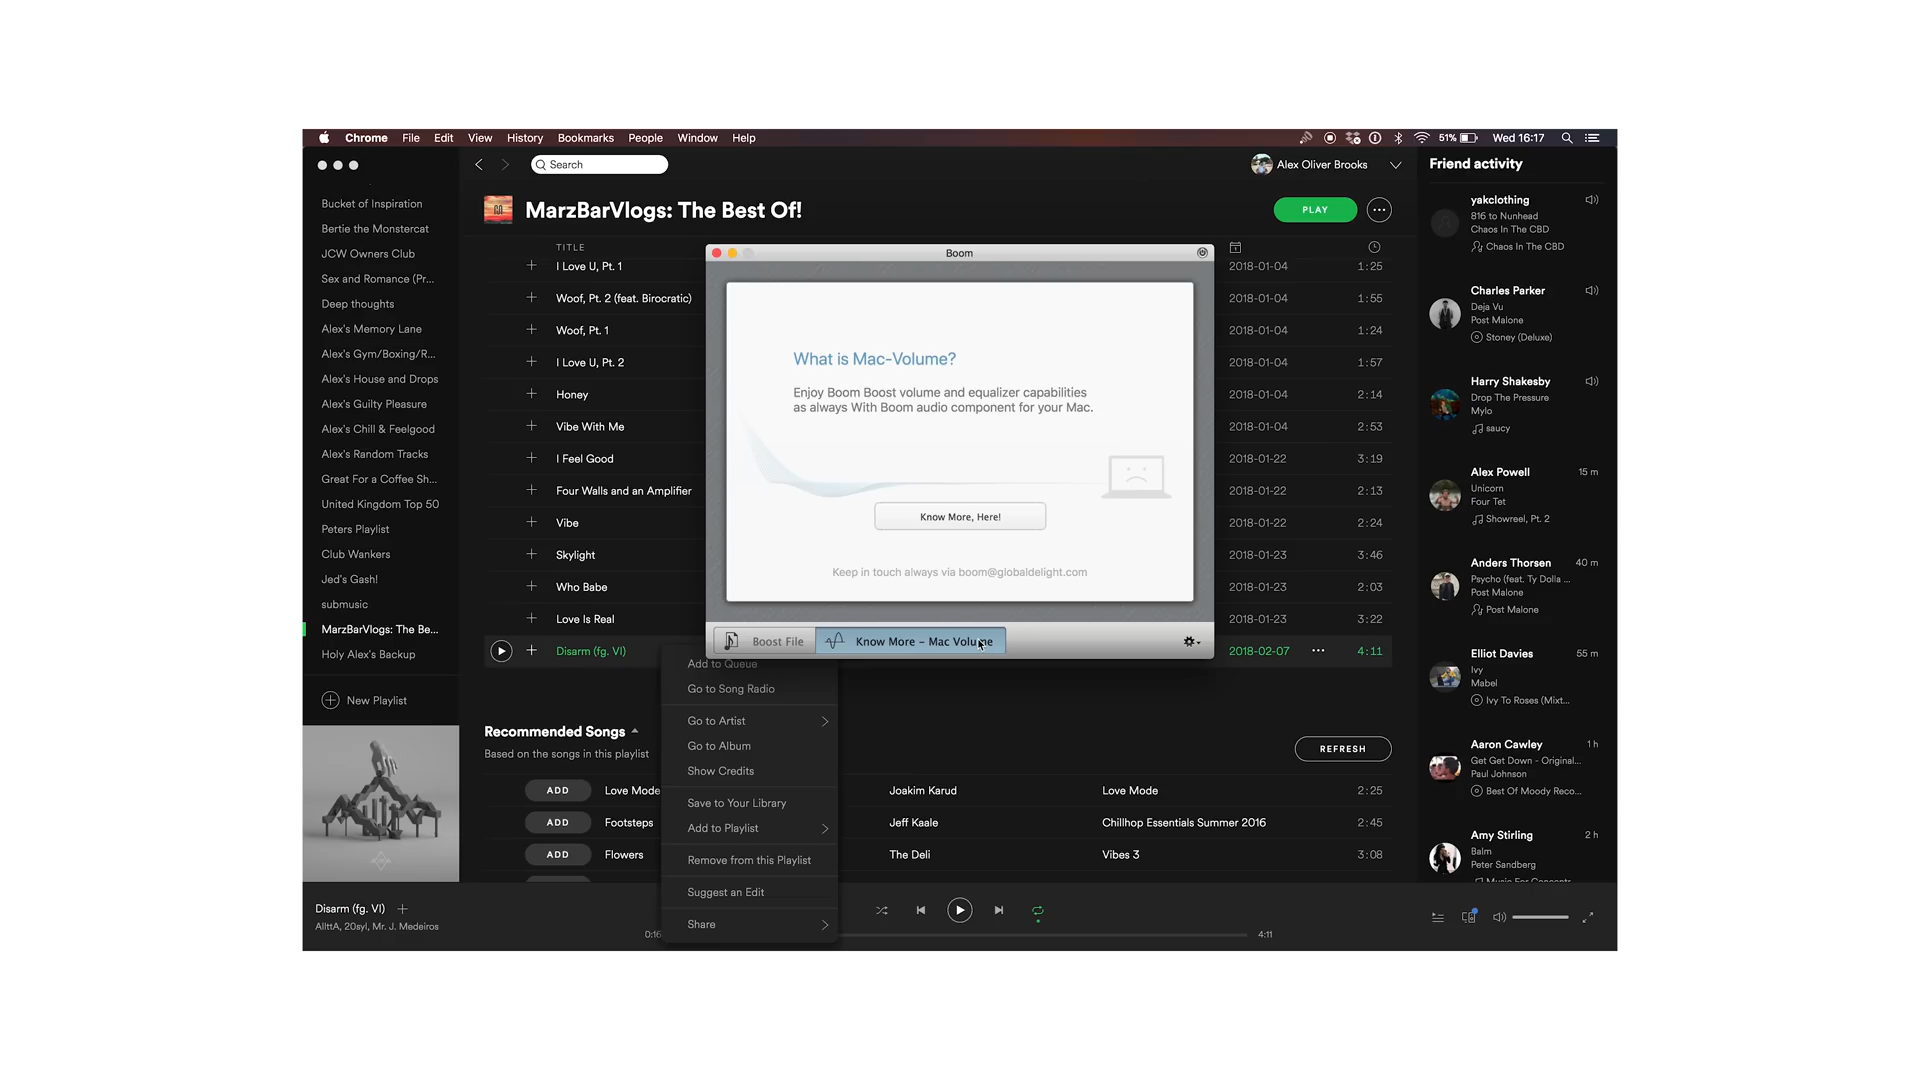 Chrome File Edit View History Bookmarks People Window Help 51% Wed 16:17
Search
Alex Oliver Brooks
Friend activity
Bucket of Inspiration
Bertie the Monstercat
JCW Owners Club
Sex and Romance (Pr...
Deep thoughts
Alex's Memory Lane
Alex's Gym/Boxing/R...
Alex's House and Drops
Alex's Guilty Pleasure
Alex's Chill & Feelgood
Alex's Random Tracks
Great For a Coffee Sh...
United Kingdom Top 50
Peters Playlist
Club Wankers
Jed's Gash!
submusic
MarzBarVlogs: The Be...
Holy Alex's Backup
New Playlist
MarzBarVlogs: The Best Of!
PLAY
TITLE
I Love U, Pt. 1 2018-01-04 1:25
Woof, Pt. 2 (feat. Birocratic) 2018-01-04 1:55
Woof, Pt. 1 2018-01-04 1:24
I Love U, Pt. 2 2018-01-04 1:57
Honey 2018-01-04 2:14
Vibe With Me 2018-01-04 2:53
I Feel Good 2018-01-22 3:19
Four Walls and an Amplifier 2018-01-22 2:13
Vibe 2018-01-22 2:24
Skylight 2018-01-23 3:46
Who Babe 2018-01-23 2:03
Love Is Real 2018-01-23 3:22
Disarm (fg. VI) 2018-02-07 4:11
Boom
What is Mac-Volume?
Enjoy Boom Boost volume and equalizer capabilities
as always With Boom audio component for your Mac.
Know More, Here!
Keep in touch always via boom@globaldelight.com
Boost File
Know More – Mac Volume
Add to Queue
Go to Song Radio
Go to Artist
Go to Album
Show Credits
Save to Your Library
Add to Playlist
Remove from this Playlist
Suggest an Edit
Share
Recommended Songs
Based on the songs in this playlist
REFRESH
ADD Love Mode Joakim Karud Love Mode 2:25
ADD Footsteps Jeff Kaale Chillhop Essentials Summer 2016 2:45
ADD Flowers The Deli Vibes 3 3:08
yakclothing
816 to Nunhead
Chaos In The CBD
Chaos In The CBD
Charles Parker
Deja Vu
Post Malone
Stoney (Deluxe)
Harry Shakesby
Drop The Pressure
Mylo
saucy
Alex Powell 15 m
Unicorn
Four Tet
Showreel, Pt. 2
Anders Thorsen 40 m
Psycho (feat. Ty Dolla ...
Post Malone
Post Malone
Elliot Davies 55 m
Ivy
Mabel
Ivy To Roses (Mixt...
Aaron Cawley 1 h
Get Get Down - Original...
Paul Johnson
Best Of Moody Reco...
Amy Stirling 2 h
Balm
Peter Sandberg
Music For Concentr...
Disarm (fg. VI)
AllttA, 20syl, Mr. J. Medeiros
0:16
4:11